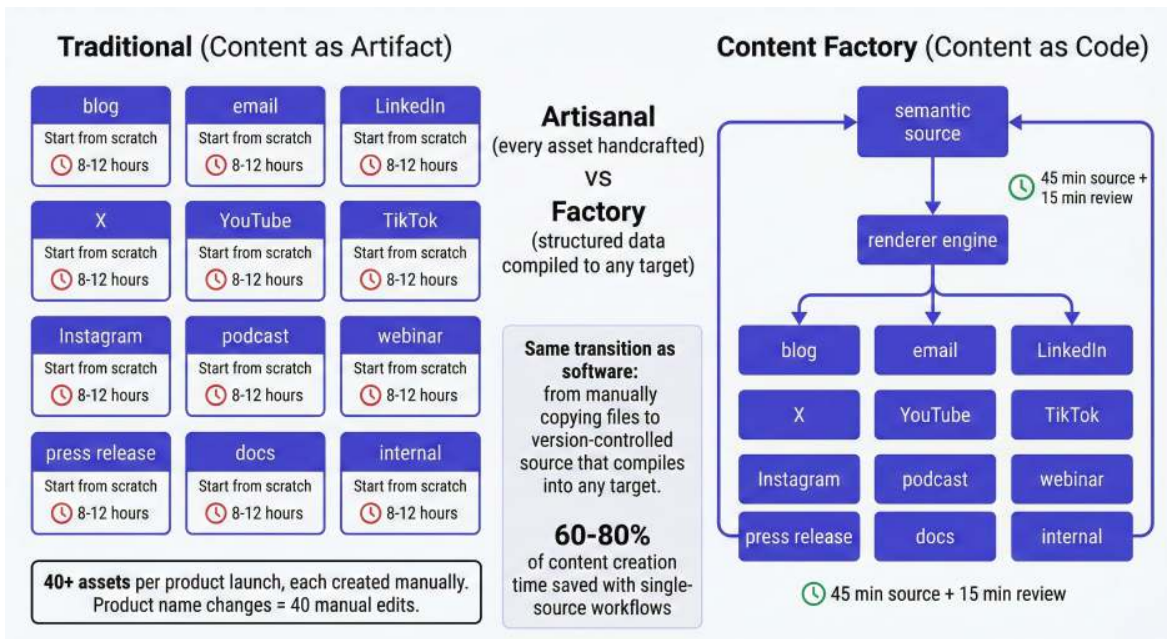 Traditional (Content as Artifact)
blog
Start from scratch
8-12 hours
email
Start from scratch
8-12 hours
LinkedIn
Start from scratch
8-12 hours
X
Start from scratch
8-12 hours
YouTube
Start from scratch
8-12 hours
TikTok
Start from scratch
8-12 hours
Instagram
Start from scratch
8-12 hours
podcast
Start from scratch
8-12 hours
webinar
Start from scratch
8-12 hours
press release
Start from scratch
8-12 hours
docs
Start from scratch
8-12 hours
internal
Start from scratch
8-12 hours
40+ assets per product launch, each created manually.
Product name changes = 40 manual edits.
Artisanal
(every asset handcrafted)
vs
Factory
(structured data
compiled to any target)
Same transition as
software:
from manually
copying files to
version-controlled
source that compiles
into any target.
60-80%
of content creation
time saved with single-
source workflows
Content Factory (Content as Code)
semantic
source
45 min source +
15 min review
renderer engine
blog
email
LinkedIn
X
YouTube
TikTok
Instagram
podcast
webinar
press release
docs
internal
45 min source + 15 min review